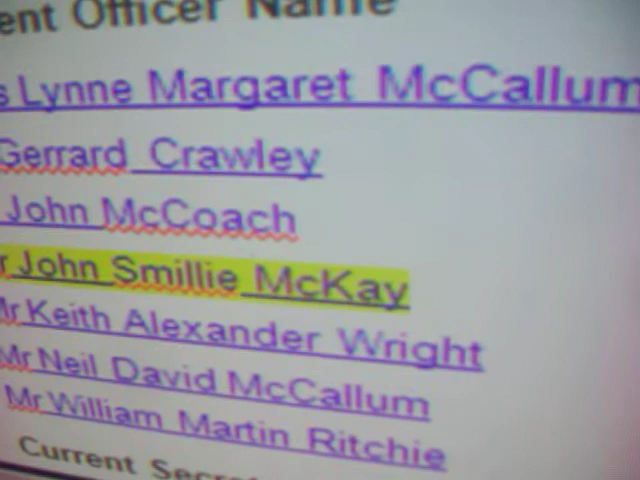 ent Officer Name
s Lynne Margaret McCallum
Gerrard Crawley
John McCoach
r John Smillie McKay
Mr Keith Alexander Wright
Mr Neil David McCallum
Mr William Martin Ritchie
Current Secre